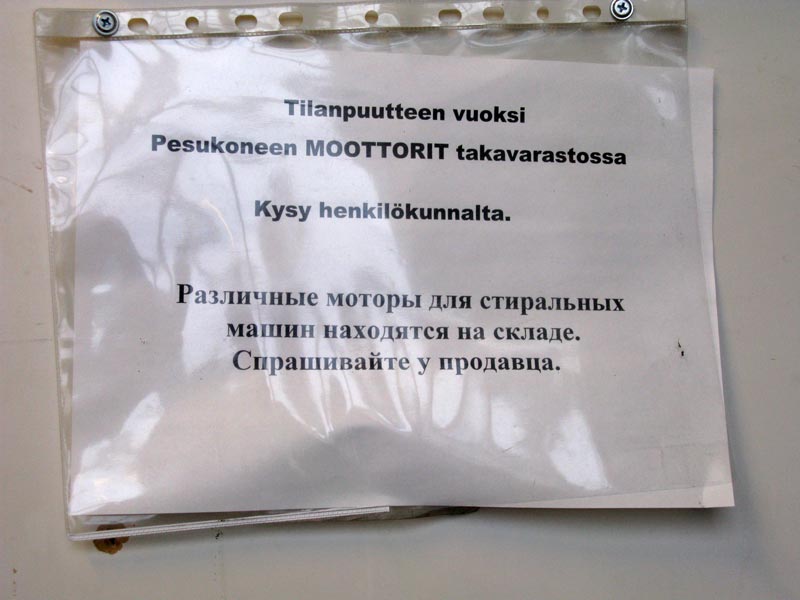 Tilanpuutteen vuoksi
Pesukoneen MOOTTORIT takavarastossa
Kysy henkilökunnalta.
Различные моторы для стиральных
машин находятся на складе.
Спрашивайте у продавца.